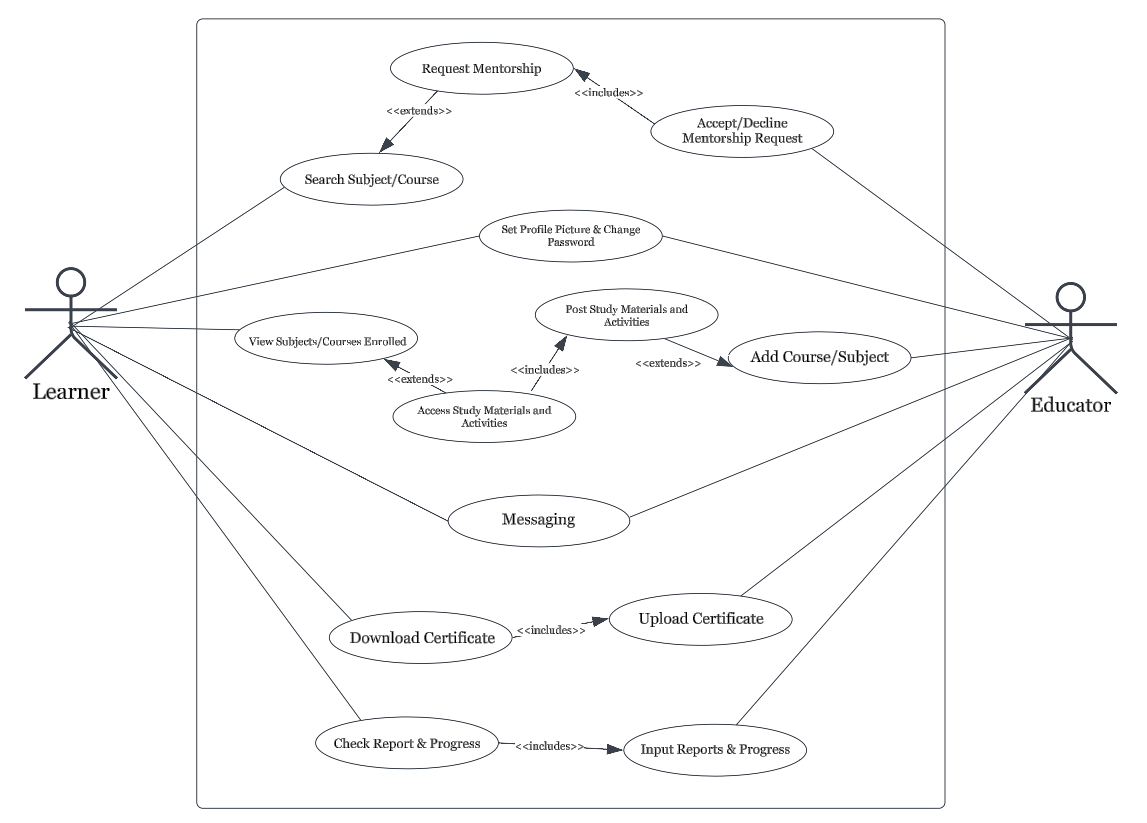 Request Mentorship
<<includes>>
<<extends>>
Accept/Decline
Mentorship Request
Search Subject/Course
Set Profile Picture & Change
Password
Post Study Materials and
Activities
View Subjects/Courses Enrolled
<<extends>>
Add Course/Subject
<<includes>>
<<extends>>
Learner
Educator
Access Study Materials and
Activities
Messaging
Upload Certificate
<<includes>>
Download Certificate
Check Report & Progress
<<includes>>
Input Reports & Progress